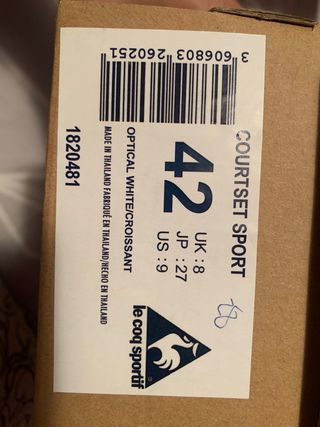 COURTSET SPORT
42
UK :8
JP :27
US :9
OPTICAL WHITE/CROISSANT
MADE IN THAILAND/FABRIQUÉ EN THAILAND/HECHO EN THAILAND
3 606803 260251
1820481
le coq sportif